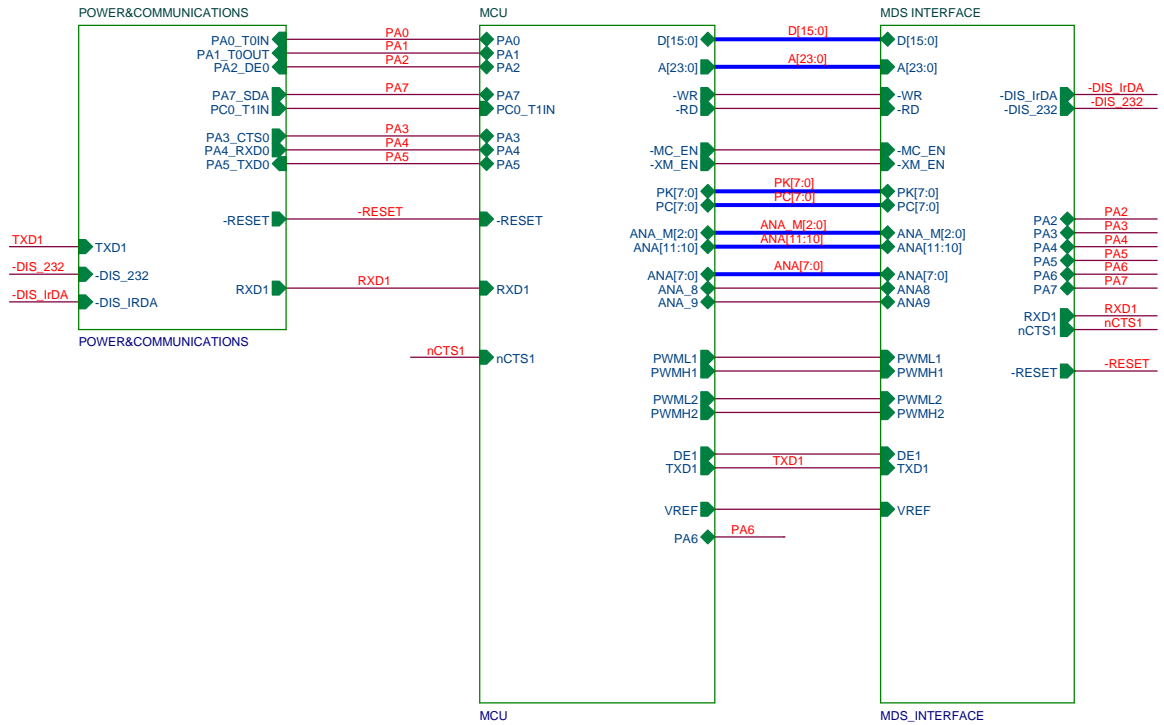 POWER&COMMUNICATIONS
PA0_T0IN
PA1_T0OUT
PA2_DE0
PA7_SDA
PC0_T1IN
PA3_CTS0
PA4_RXD0
PA5_TXD0
-RESET
RXD1
TXD1
TXD1
-DIS_232
-DIS_232
-DIS_IrDA
-DIS_IRDA
POWER&COMMUNICATIONS
PA0
PA1
PA2
PA7
PA3
PA4
PA5
-RESET
RXD1
nCTS1
MCU
PA0
PA1
PA2
PA7
PC0_T1IN
PA3
PA4
PA5
-RESET
RXD1
nCTS1
D[15:0]
A[23:0]
-WR
-RD
-MC_EN
-XM_EN
PK[7:0]
PC[7:0]
ANA_M[2:0]
ANA[11:10]
ANA[7:0]
ANA_8
ANA_9
PWML1
PWMH1
PWML2
PWMH2
DE1
TXD1
VREF
PA6
MCU
D[15:0]
A[23:0]
PK[7:0]
PC[7:0]
ANA_M[2:0]
ANA[11:10]
ANA[7:0]
TXD1
PA6
MDS INTERFACE
D[15:0]
A[23:0]
-WR
-RD
-MC_EN
-XM_EN
PK[7:0]
PC[7:0]
ANA_M[2:0]
ANA[11:10]
ANA[7:0]
ANA8
ANA9
PWML1
PWMH1
PWML2
PWMH2
DE1
TXD1
VREF
-DIS_IrDA
-DIS_232
PA2
PA3
PA4
PA5
PA6
PA7
RXD1
nCTS1
-RESET
MDS_INTERFACE
-DIS_IrDA
-DIS_232
PA2
PA3
PA4
PA5
PA6
PA7
RXD1
nCTS1
-RESET